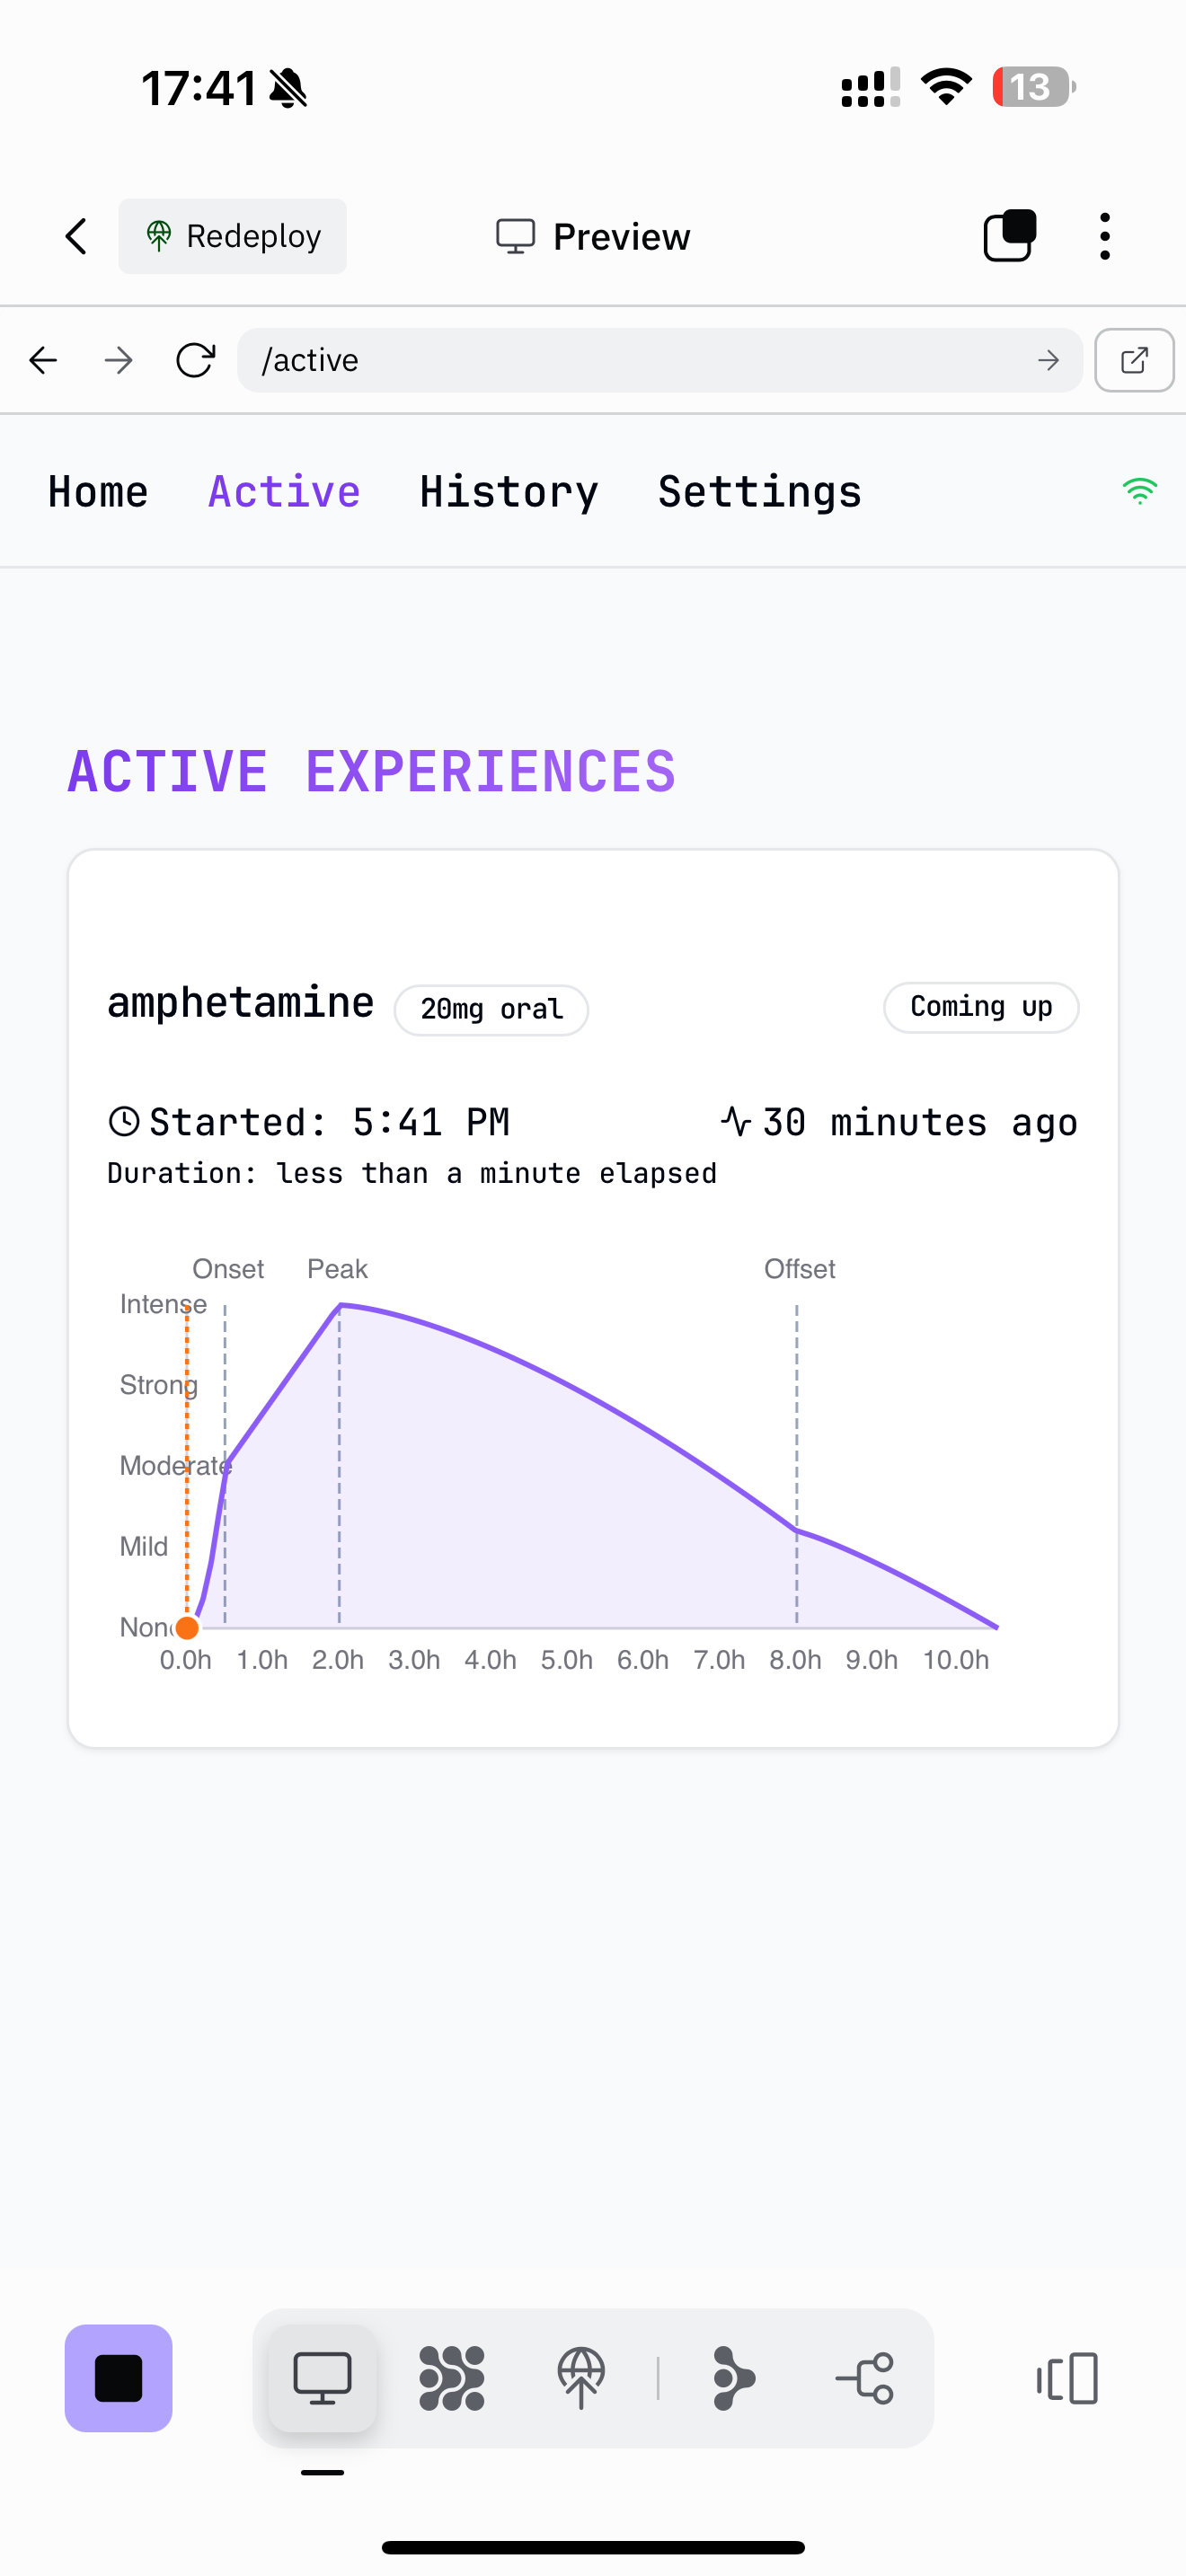 17:41
13
Redeploy
Preview
/active
Home Active History Settings
ACTIVE EXPERIENCES
amphetamine 20mg oral Coming up
Started: 5:41 PM 30 minutes ago
Duration: less than a minute elapsed
Onset Peak Offset
Intense
Strong
Moderate
Mild
None
0.0h 1.0h 2.0h 3.0h 4.0h 5.0h 6.0h 7.0h 8.0h 9.0h 10.0h